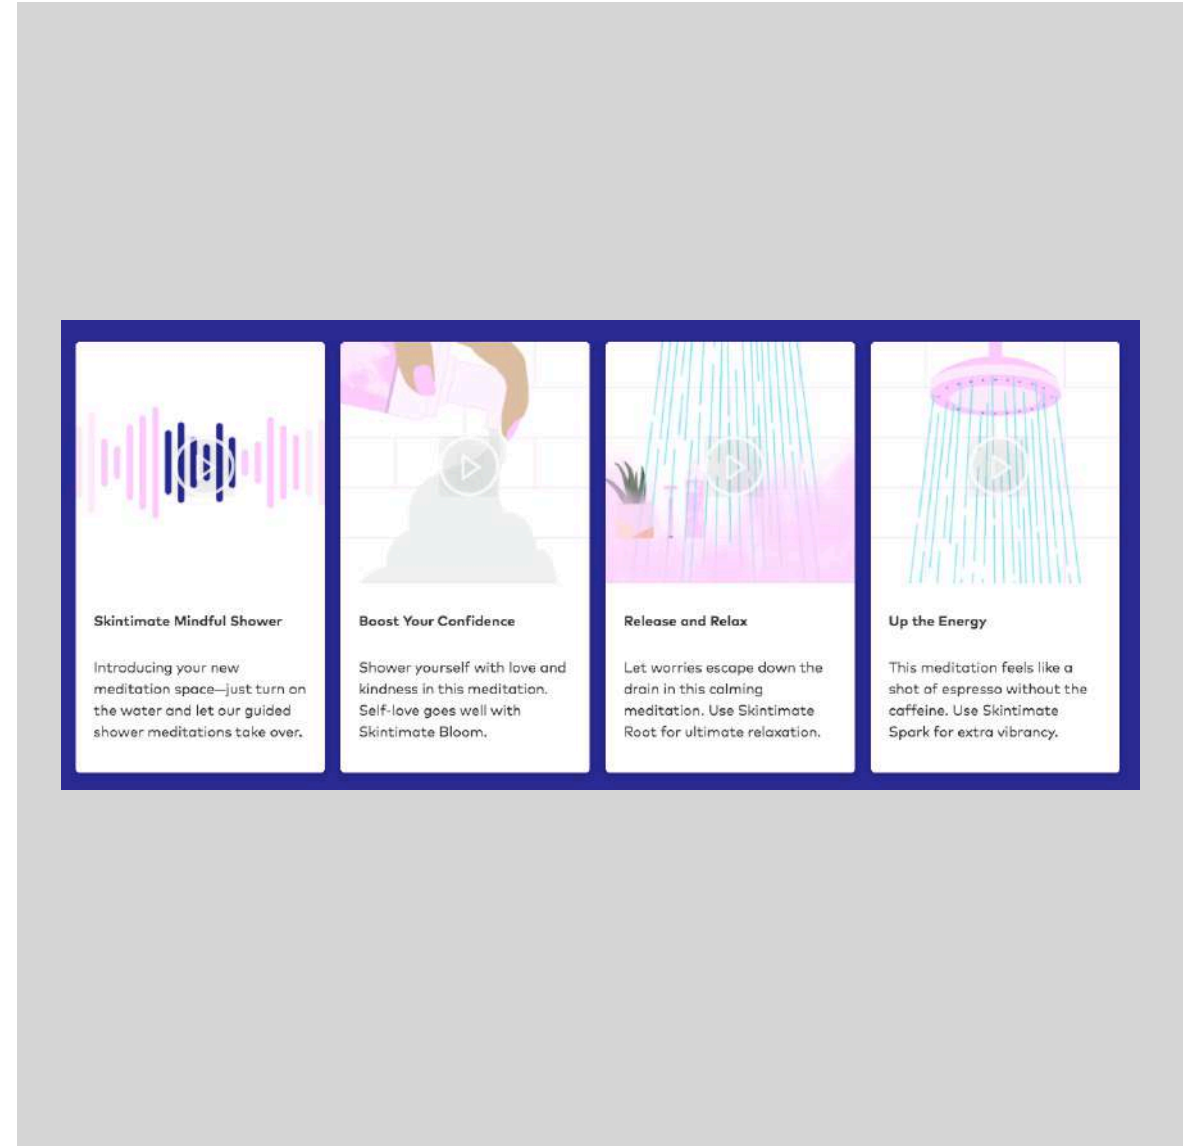 Skintimate Mindful Shower
Introducing your new
meditation space—just turn on
the water and let our guided
shower meditations take over.
Boost Your Confidence
Shower yourself with love and
kindness in this meditation.
Self-love goes well with
Skintimate Bloom.
Release and Relax
Let worries escape down the
drain in this calming
meditation. Use Skintimate
Root for ultimate relaxation.
Up the Energy
This meditation feels like a
shot of espresso without the
caffeine. Use Skintimate
Spark for extra vibrancy.